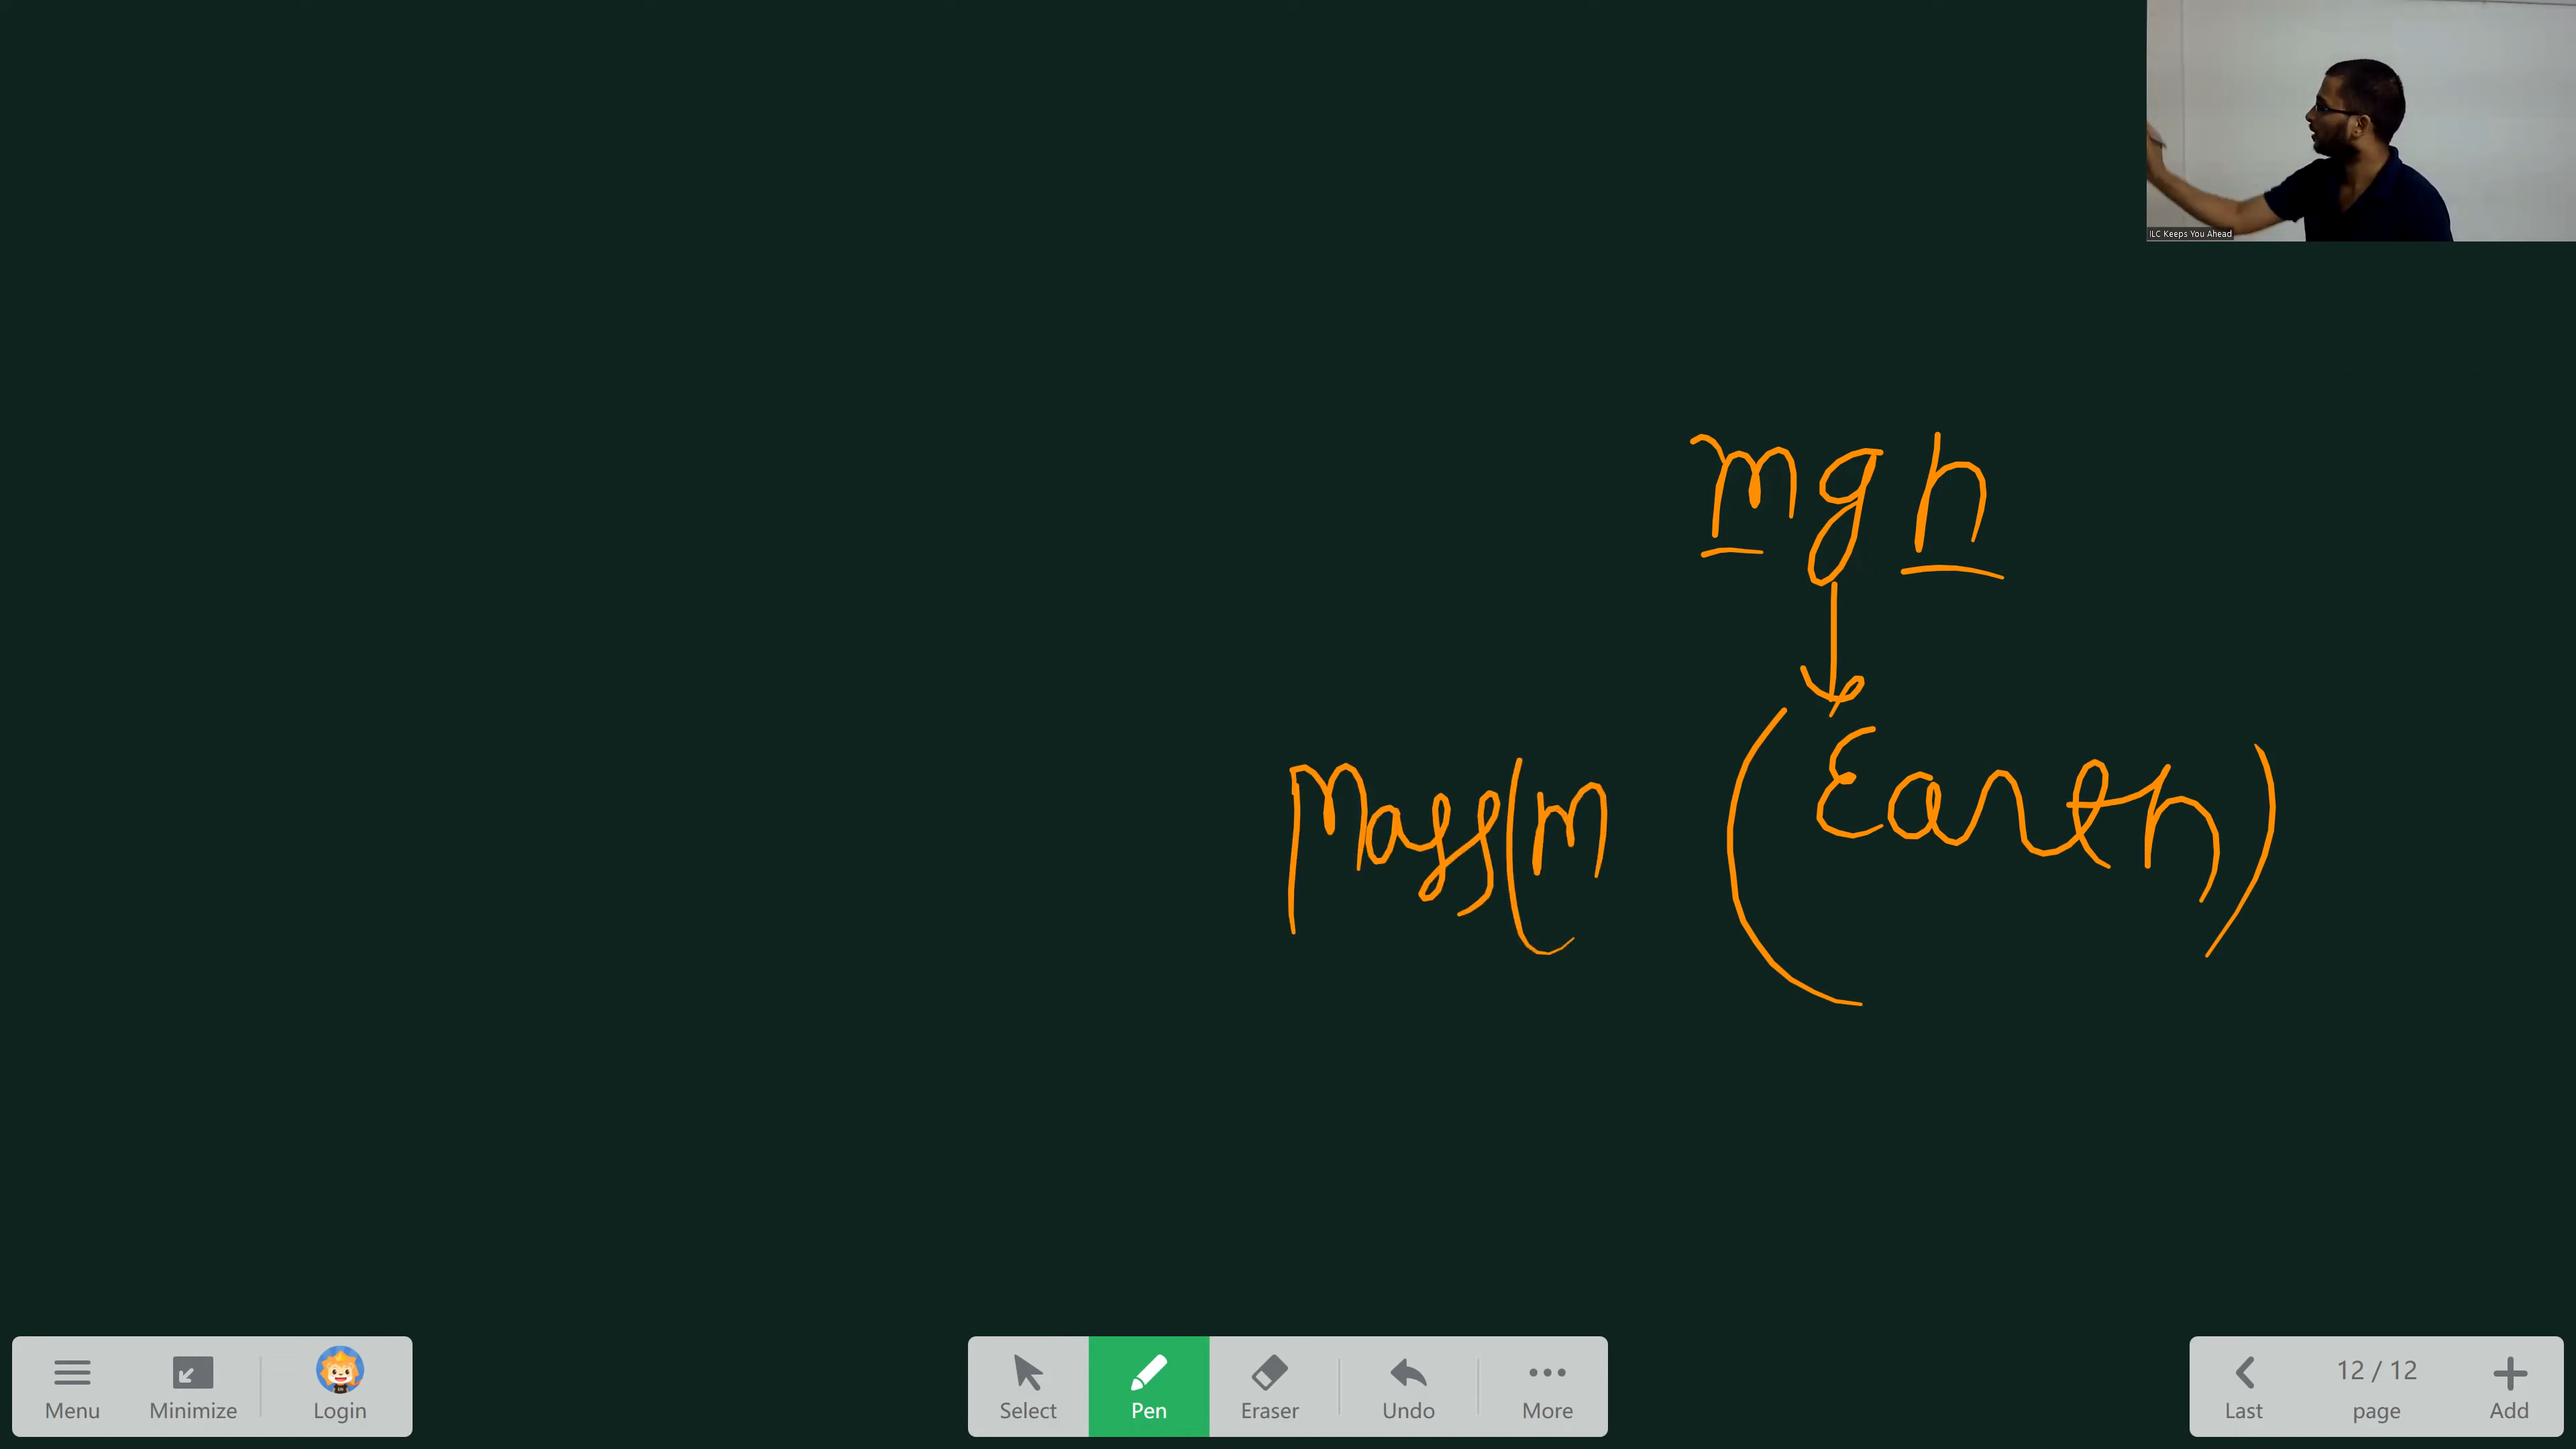 ILC Keeps You Ahead
mgh
Mass(m (Earth)
Menu Minimize Login Select Pen Eraser Undo More Last 12 / 12 page Add